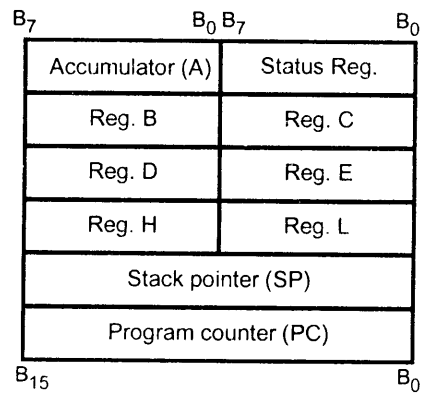 B7 B0 B7 B0
Accumulator (A) Status Reg.
Reg. B Reg. C
Reg. D Reg. E
Reg. H Reg. L
Stack pointer (SP)
Program counter (PC)
B15 B0